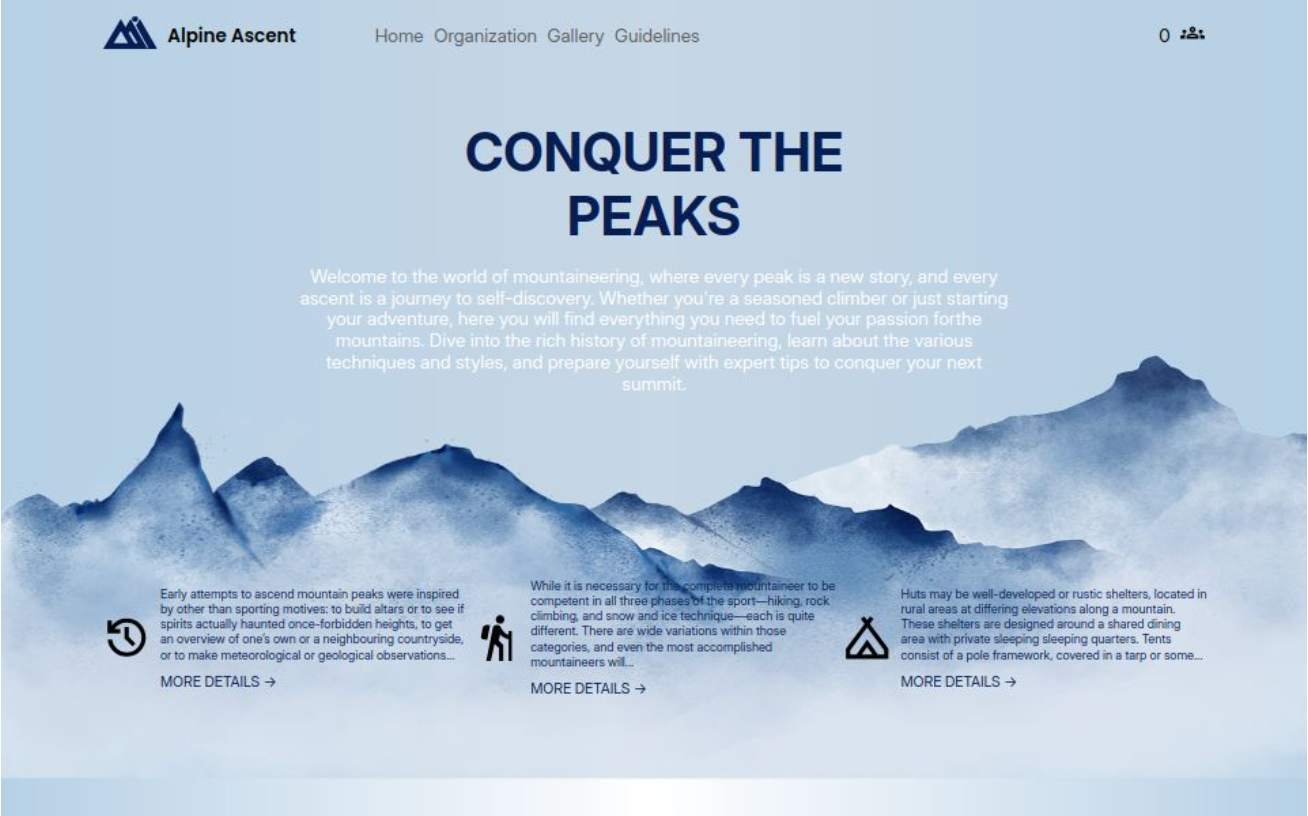 Alpine Ascent
Home Organization Gallery Guidelines
0
CONQUER THE
PEAKS
Welcome to the world of mountaineering, where every peak is a new story, and every
ascent is a journey to self-discovery. Whether you're a seasoned climber or just starting
your adventure, here you will find everything you need to fuel your passion forthe
mountains. Dive into the rich history of mountaineering, learn about the various
techniques and styles, and prepare yourself with expert tips to conquer your next
summit.
Early attempts to ascend mountain peaks were inspired
by other than sporting motives: to build altars or to see if
spirits actually haunted once-forbidden heights, to get
an overview of one's own or a neighbouring countryside,
or to make meteorological or geological observations...
MORE DETAILS →
While it is necessary for the complete mountaineer to be
competent in all three phases of the sport—hiking, rock
climbing, and snow and ice technique—each is quite
different. There are wide variations within those
categories, and even the most accomplished
mountaineers will...
MORE DETAILS →
Huts may be well-developed or rustic shelters, located in
rural areas at differing elevations along a mountain.
These shelters are designed around a shared dining
area with private sleeping sleeping quarters. Tents
consist of a pole framework, covered in a tarp or some...
MORE DETAILS →